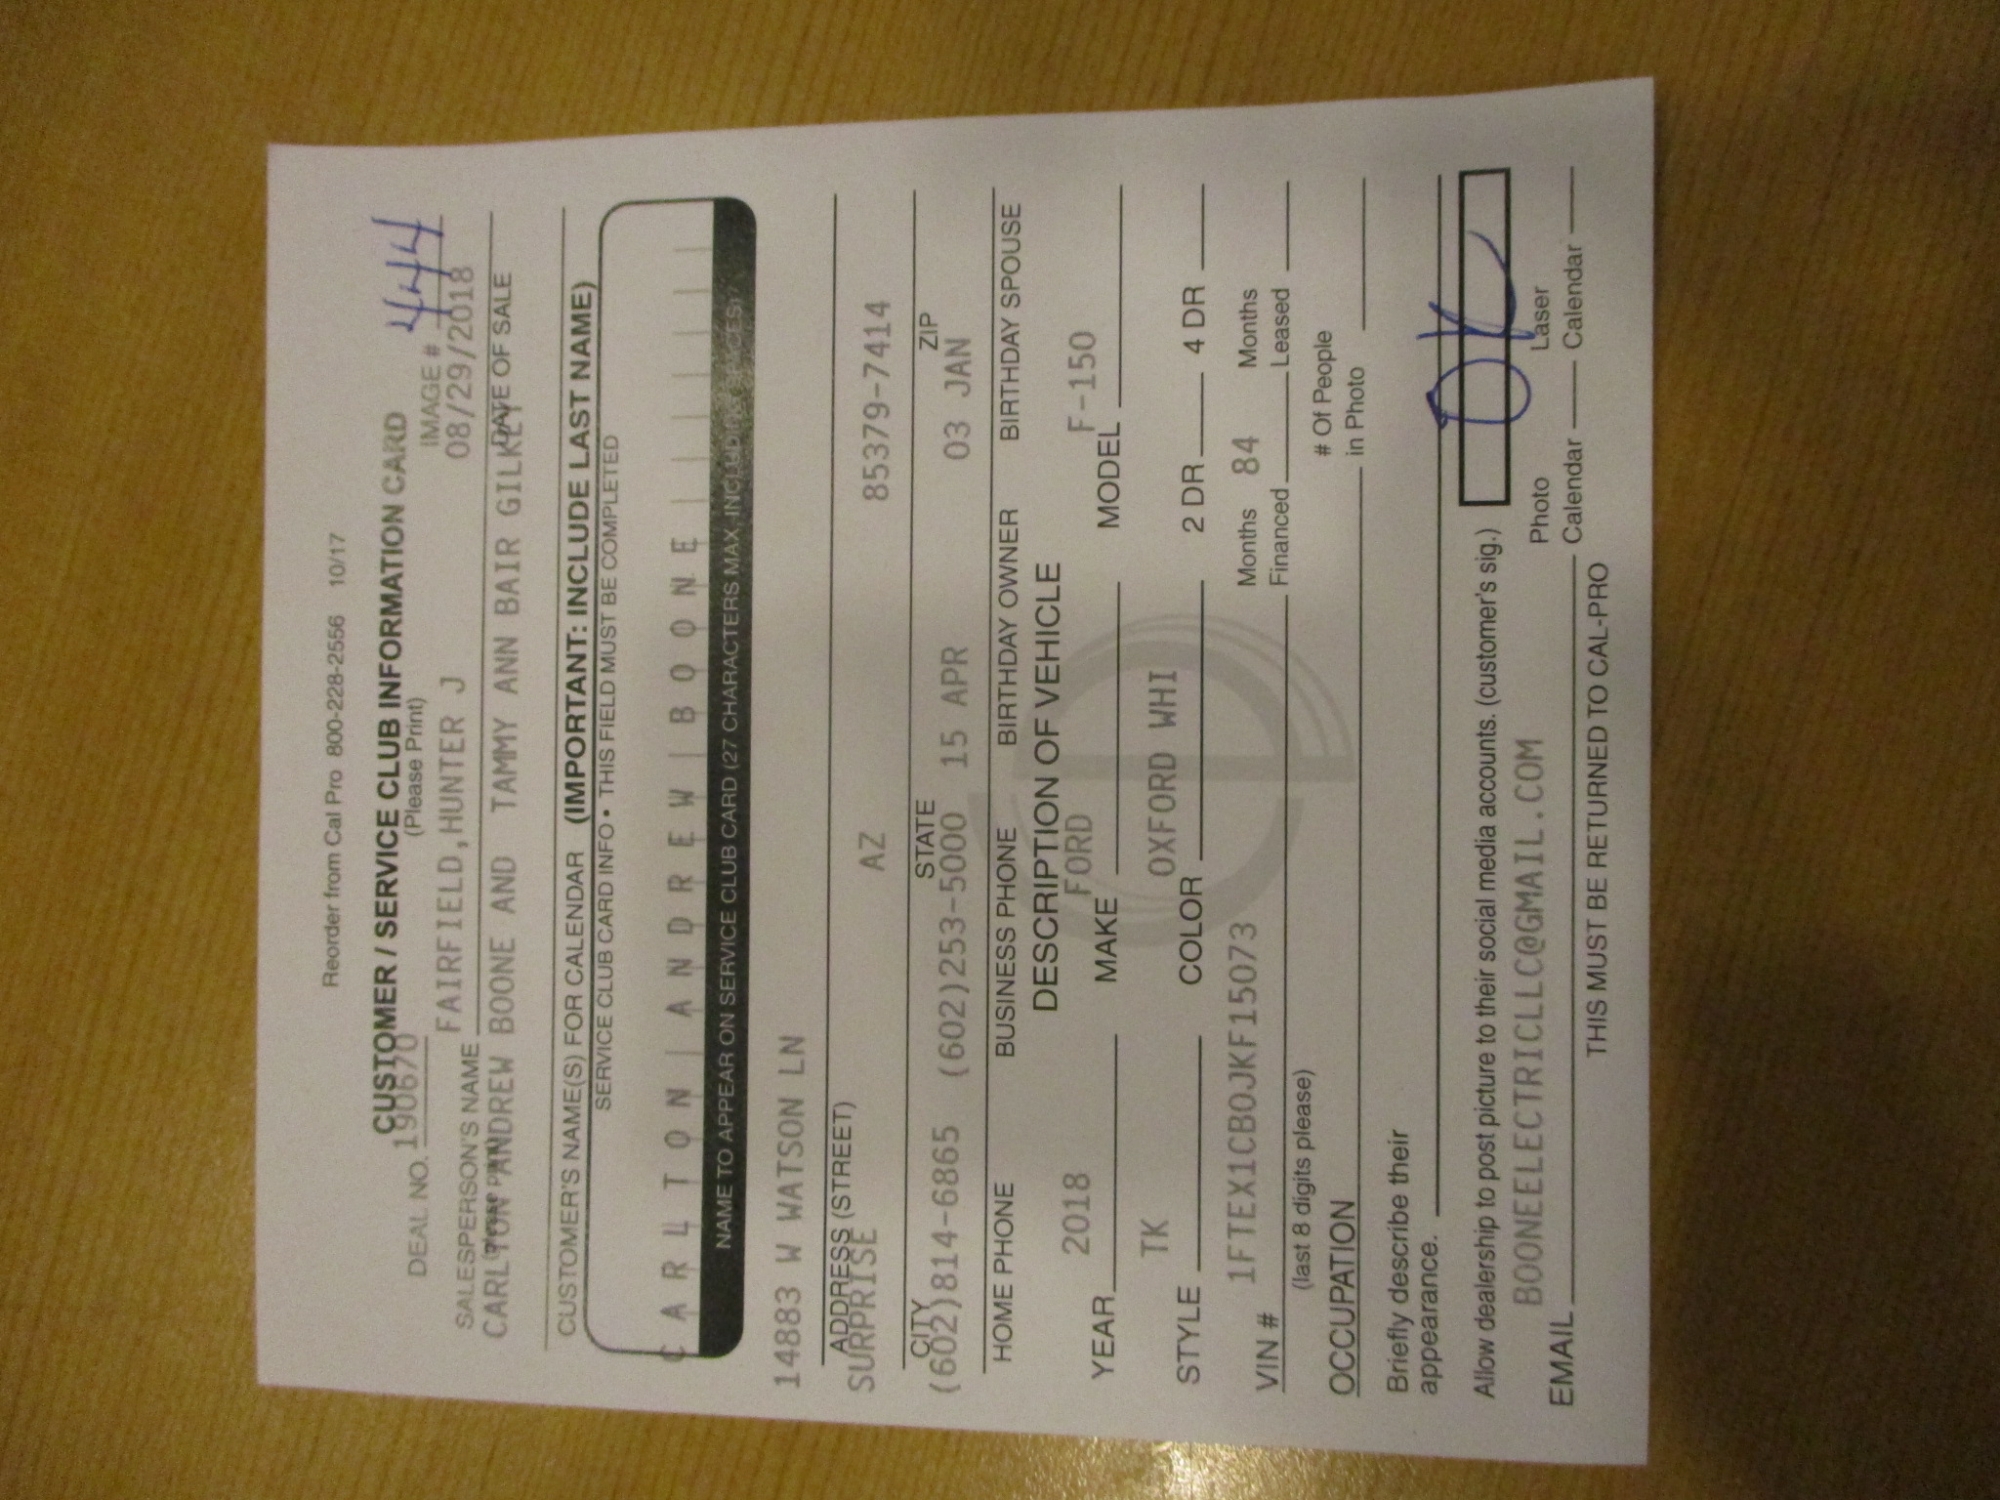 Reorder from Cal Pro 800-228-2556 10/17
CUSTOMER / SERVICE CLUB INFORMATION CARD
(Please Print)
DEAL NO. 190670
IMAGE # 444
FAIRFIELD,HUNTER J 08/29/2018
SALESPERSON'S NAME DATE OF SALE
CARLTON ANDREW BOONE AND TAMMY ANN BAIR GILKEY
CUSTOMER'S NAME(S) FOR CALENDAR (IMPORTANT: INCLUDE LAST NAME)
SERVICE CLUB CARD INFO • THIS FIELD MUST BE COMPLETED
CARLTON ANDREW BOONE
NAME TO APPEAR ON SERVICE CLUB CARD (27 CHARACTERS MAX, INCLUDING SPACES)?
14883 W WATSON LN
ADDRESS (STREET)
SURPRISE AZ 85379-7414
CITY STATE ZIP
(602)814-6865 (602)253-5000 15 APR 03 JAN
HOME PHONE BUSINESS PHONE BIRTHDAY OWNER BIRTHDAY SPOUSE
DESCRIPTION OF VEHICLE
YEAR 2018 MAKE FORD MODEL F-150
STYLE TK COLOR OXFORD WHI 2 DR 4 DR
VIN # 1FTEX1CB0JKF15073 Months Financed 84 Months Leased
(last 8 digits please)
OCCUPATION # Of People in Photo
Briefly describe their
appearance.
Allow dealership to post picture to their social media accounts. (customer's sig.) OK
EMAIL BOONEELECTRICLLC@GMAIL.COM Photo Calendar Laser Calendar
THIS MUST BE RETURNED TO CAL-PRO